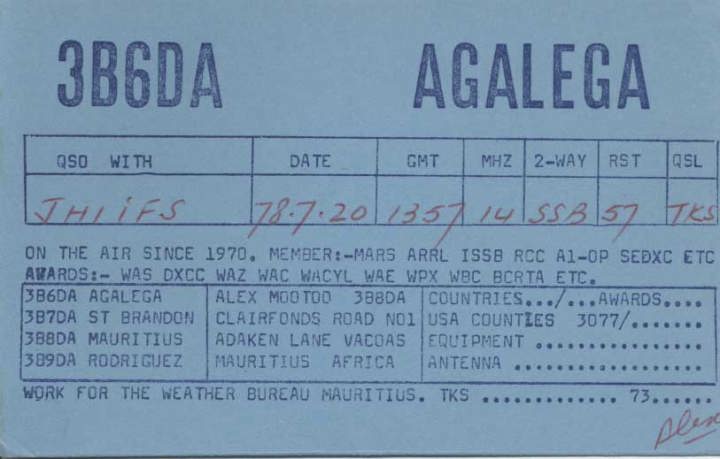 3B6DA AGALEGA
QSO WITH DATE GMT MHZ 2-WAY RST QSL
JH1iFS 78.7.20 1357 14 SSB 57 TKS
ON THE AIR SINCE 1970. MEMBER:-MARS ARRL ISSB RCC A1-OP SEDXC ETC
AWARDS:- WAS DXCC WAZ WAC WACYL WAE WPX WBC BCRTA ETC.
3B6DA AGALEGA ALEX MOOTOO 3B8DA COUNTRIES.../...AWARDS....
3B7DA ST BRANDON CLAIRFONDS ROAD NO1 USA COUNTIES 3077/.......
3B8DA MAURITIUS ADAKEN LANE VACOAS EQUIPMENT ................
3B9DA RODRIGUEZ MAURITIUS AFRICA ANTENNA ..................
WORK FOR THE WEATHER BUREAU MAURITIUS. TKS ............. 73......
Alex